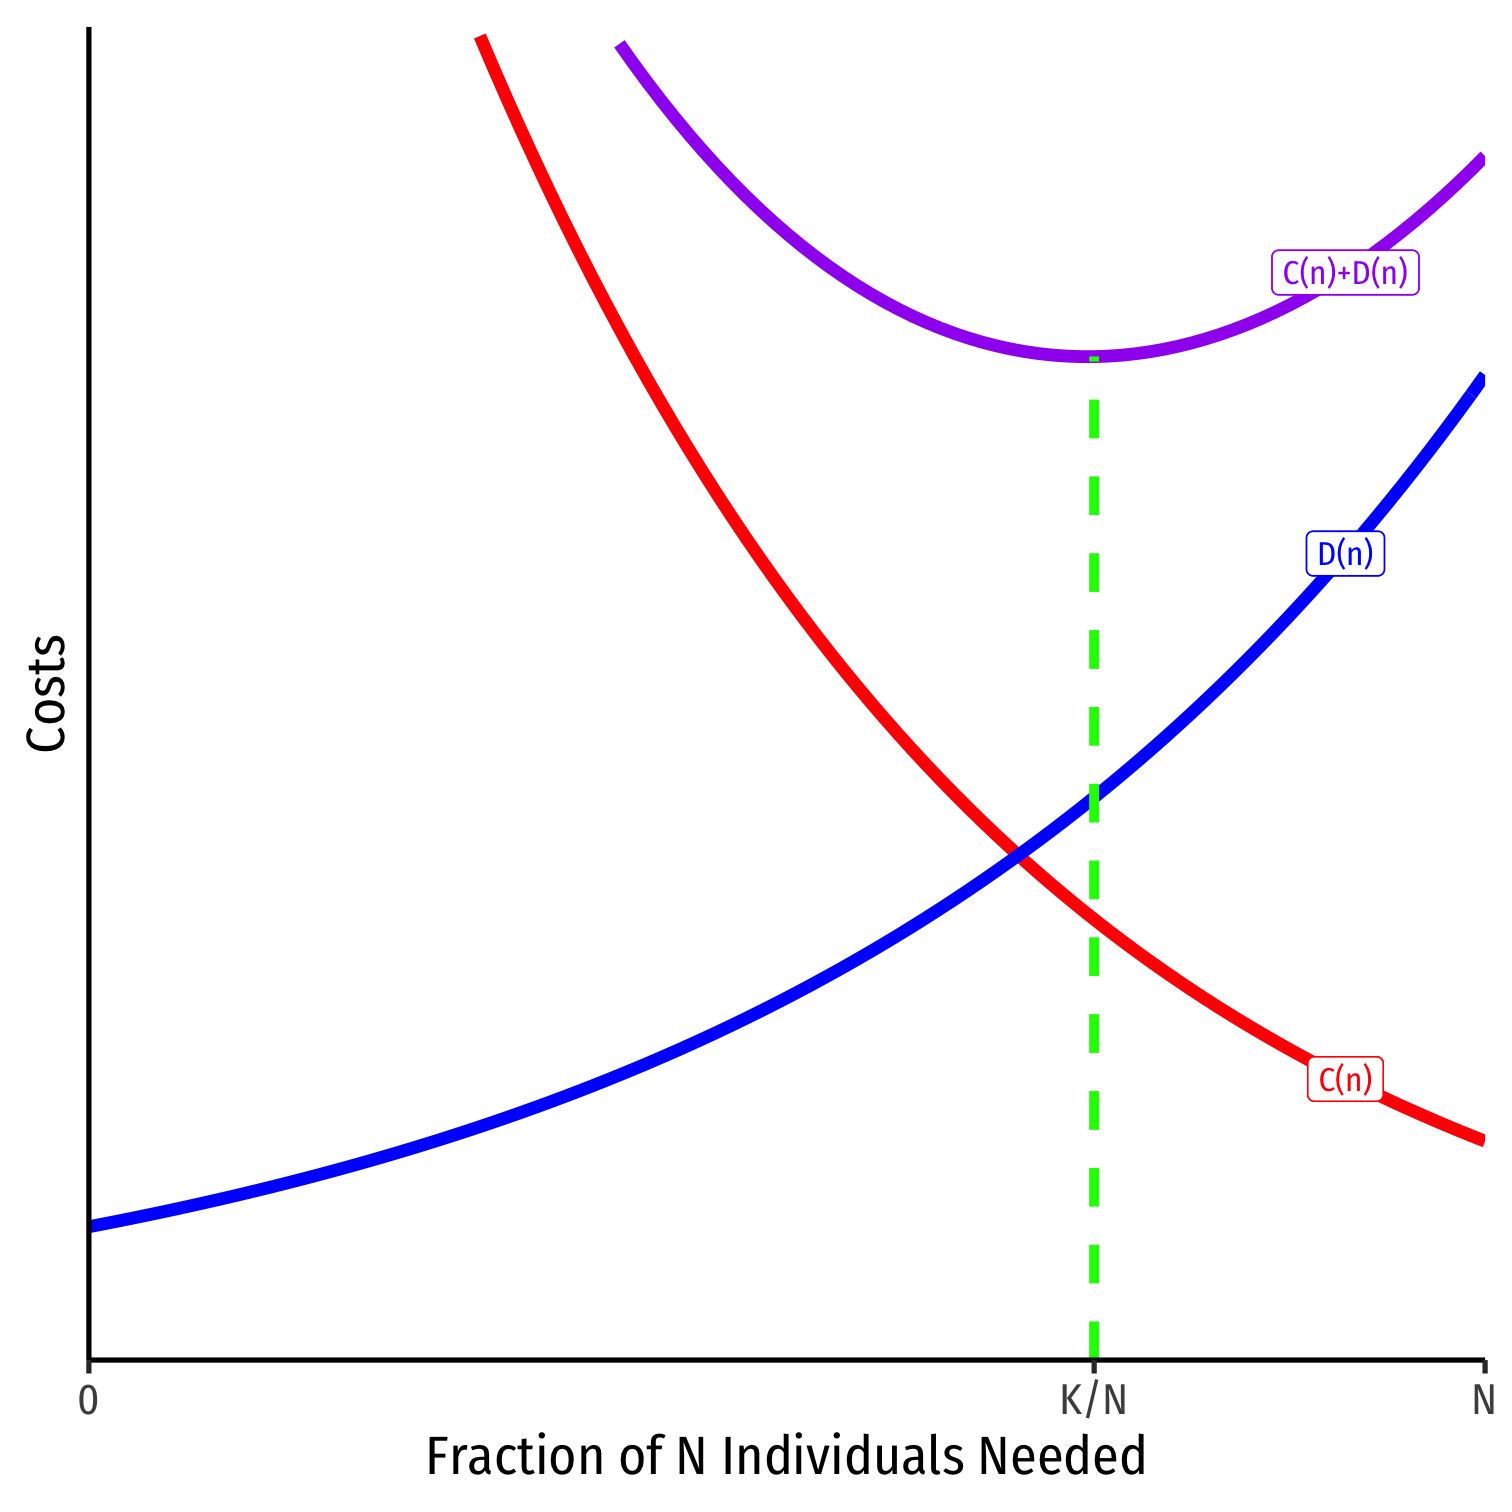 C(n)+D(n)
D(n)
Costs
C(n)
0
K/N
N
Fraction of N Individuals Needed